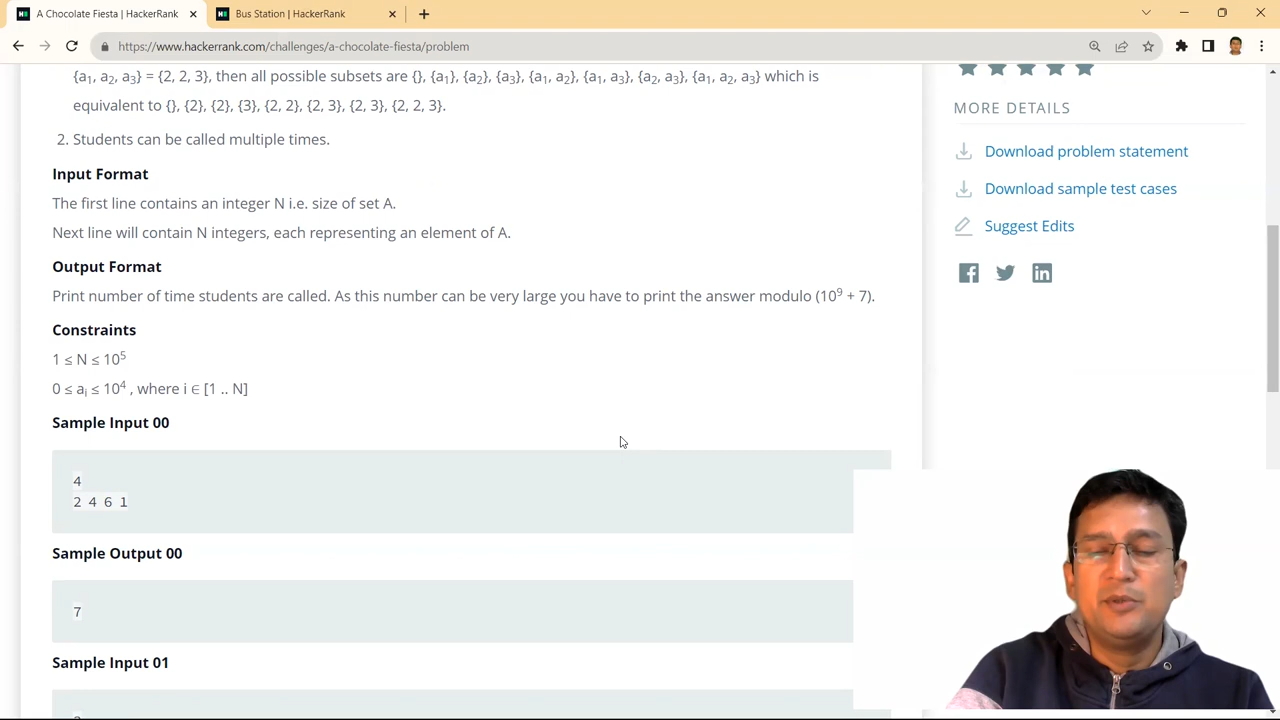 A Chocolate Fiesta | HackerRank
Bus Station | HackerRank
https://www.hackerrank.com/challenges/a-chocolate-fiesta/problem
{a1, a2, a3} = {2, 2, 3}, then all possible subsets are {}, {a1}, {a2}, {a3}, {a1, a2}, {a1, a3}, {a2, a3}, {a1, a2, a3} which is
equivalent to {}, {2}, {2}, {3}, {2, 2}, {2, 3}, {2, 3}, {2, 2, 3}.
2. Students can be called multiple times.
Input Format
The first line contains an integer N i.e. size of set A.
Next line will contain N integers, each representing an element of A.
Output Format
Print number of time students are called. As this number can be very large you have to print the answer modulo (10^9 + 7).
Constraints
1 ≤ N ≤ 10^5
0 ≤ ai ≤ 10^4 , where i ∈ [1 .. N]
Sample Input 00
4
2 4 6 1
Sample Output 00
7
Sample Input 01
MORE DETAILS
Download problem statement
Download sample test cases
Suggest Edits